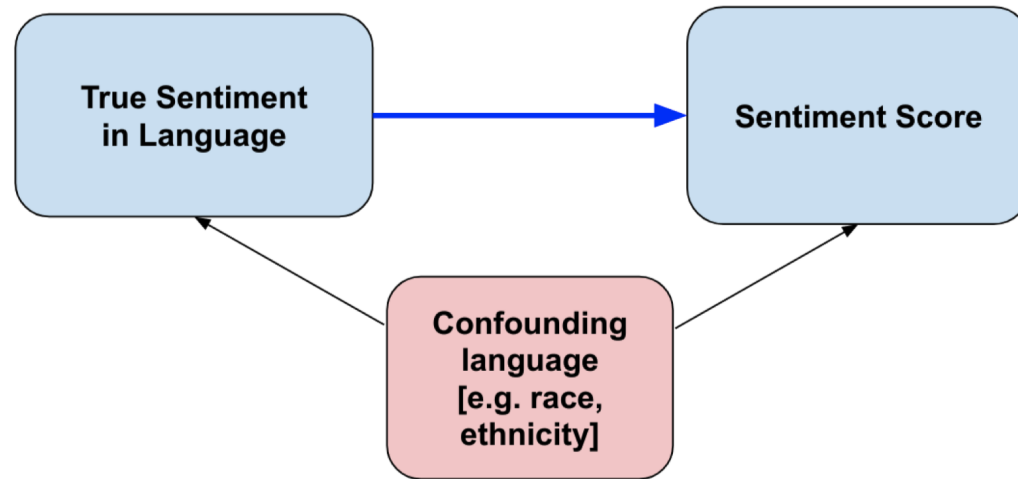 True Sentiment
in Language
Sentiment Score
Confounding
language
[e.g. race,
ethnicity]